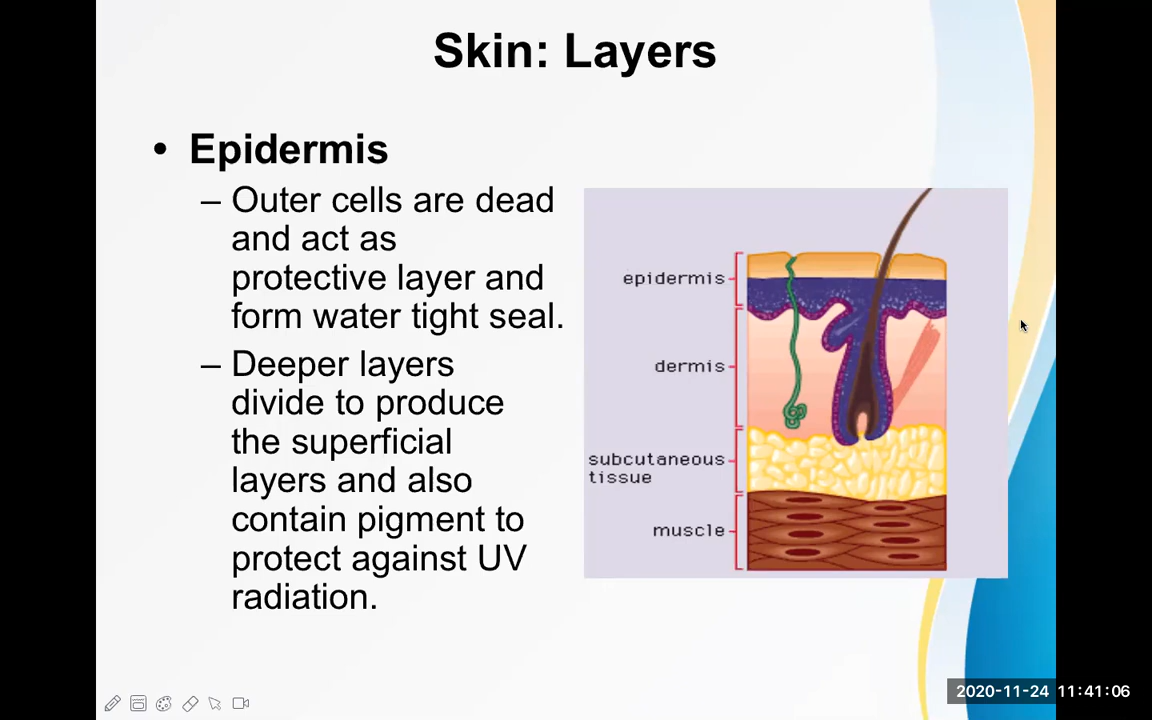 Skin: Layers
• Epidermis
– Outer cells are dead
and act as
protective layer and
form water tight seal.
– Deeper layers
divide to produce
the superficial
layers and also
contain pigment to
protect against UV
radiation.
epidermis
dermis
subcutaneous
tissue
muscle
2020-11-24 11:41:06